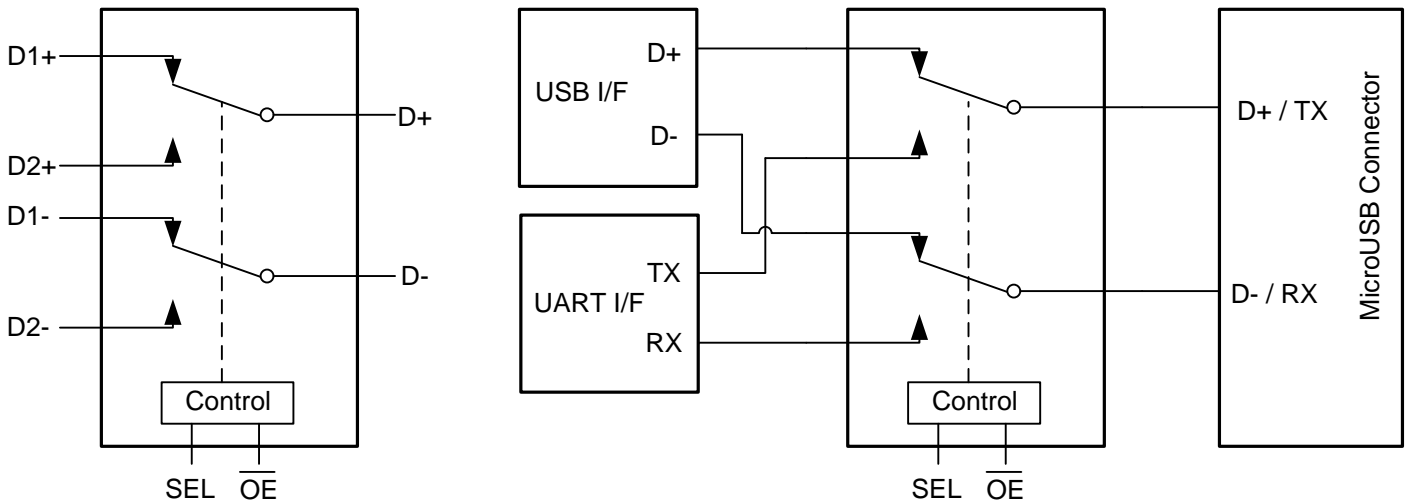 D1+
D+
D2+
D1-
D-
D2-
Control
SEL
OE
USB I/F
D+
D-
UART I/F
TX
RX
Control
SEL
OE
D+ / TX
D- / RX
MicroUSB Connector